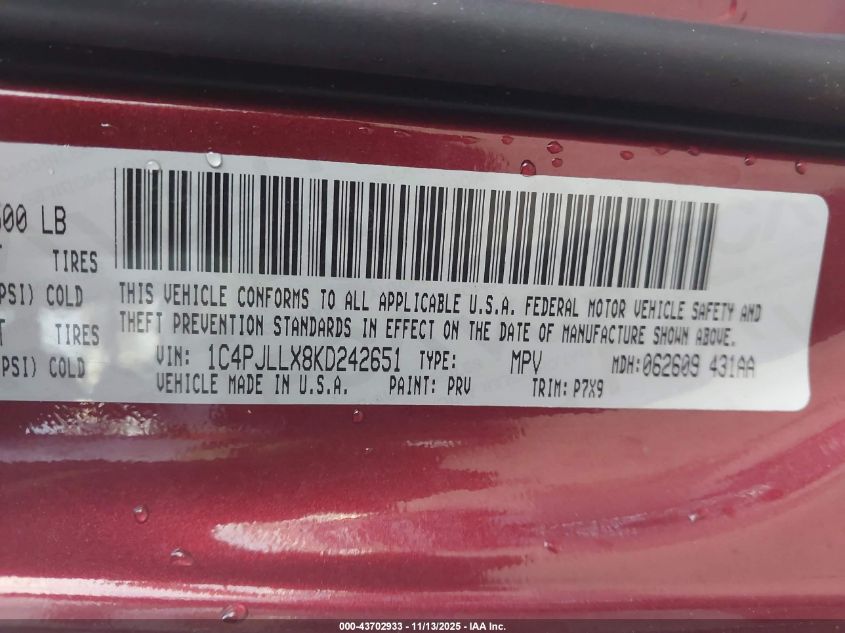 500 LB
TIRES
PSI) COLD
TIRES
PSI) COLD
THIS VEHICLE CONFORMS TO ALL APPLICABLE U.S.A. FEDERAL MOTOR VEHICLE SAFETY AND
THEFT PREVENTION STANDARDS IN EFFECT ON THE DATE OF MANUFACTURE SHOWN ABOVE.
VIN: 1C4PJLLX8KD242651 TYPE: MPV MDH:062609 431AA
VEHICLE MADE IN U.S.A. PAINT: PRV TRIM: P7X9
000-43702933 - 11/13/2025 - IAA Inc.